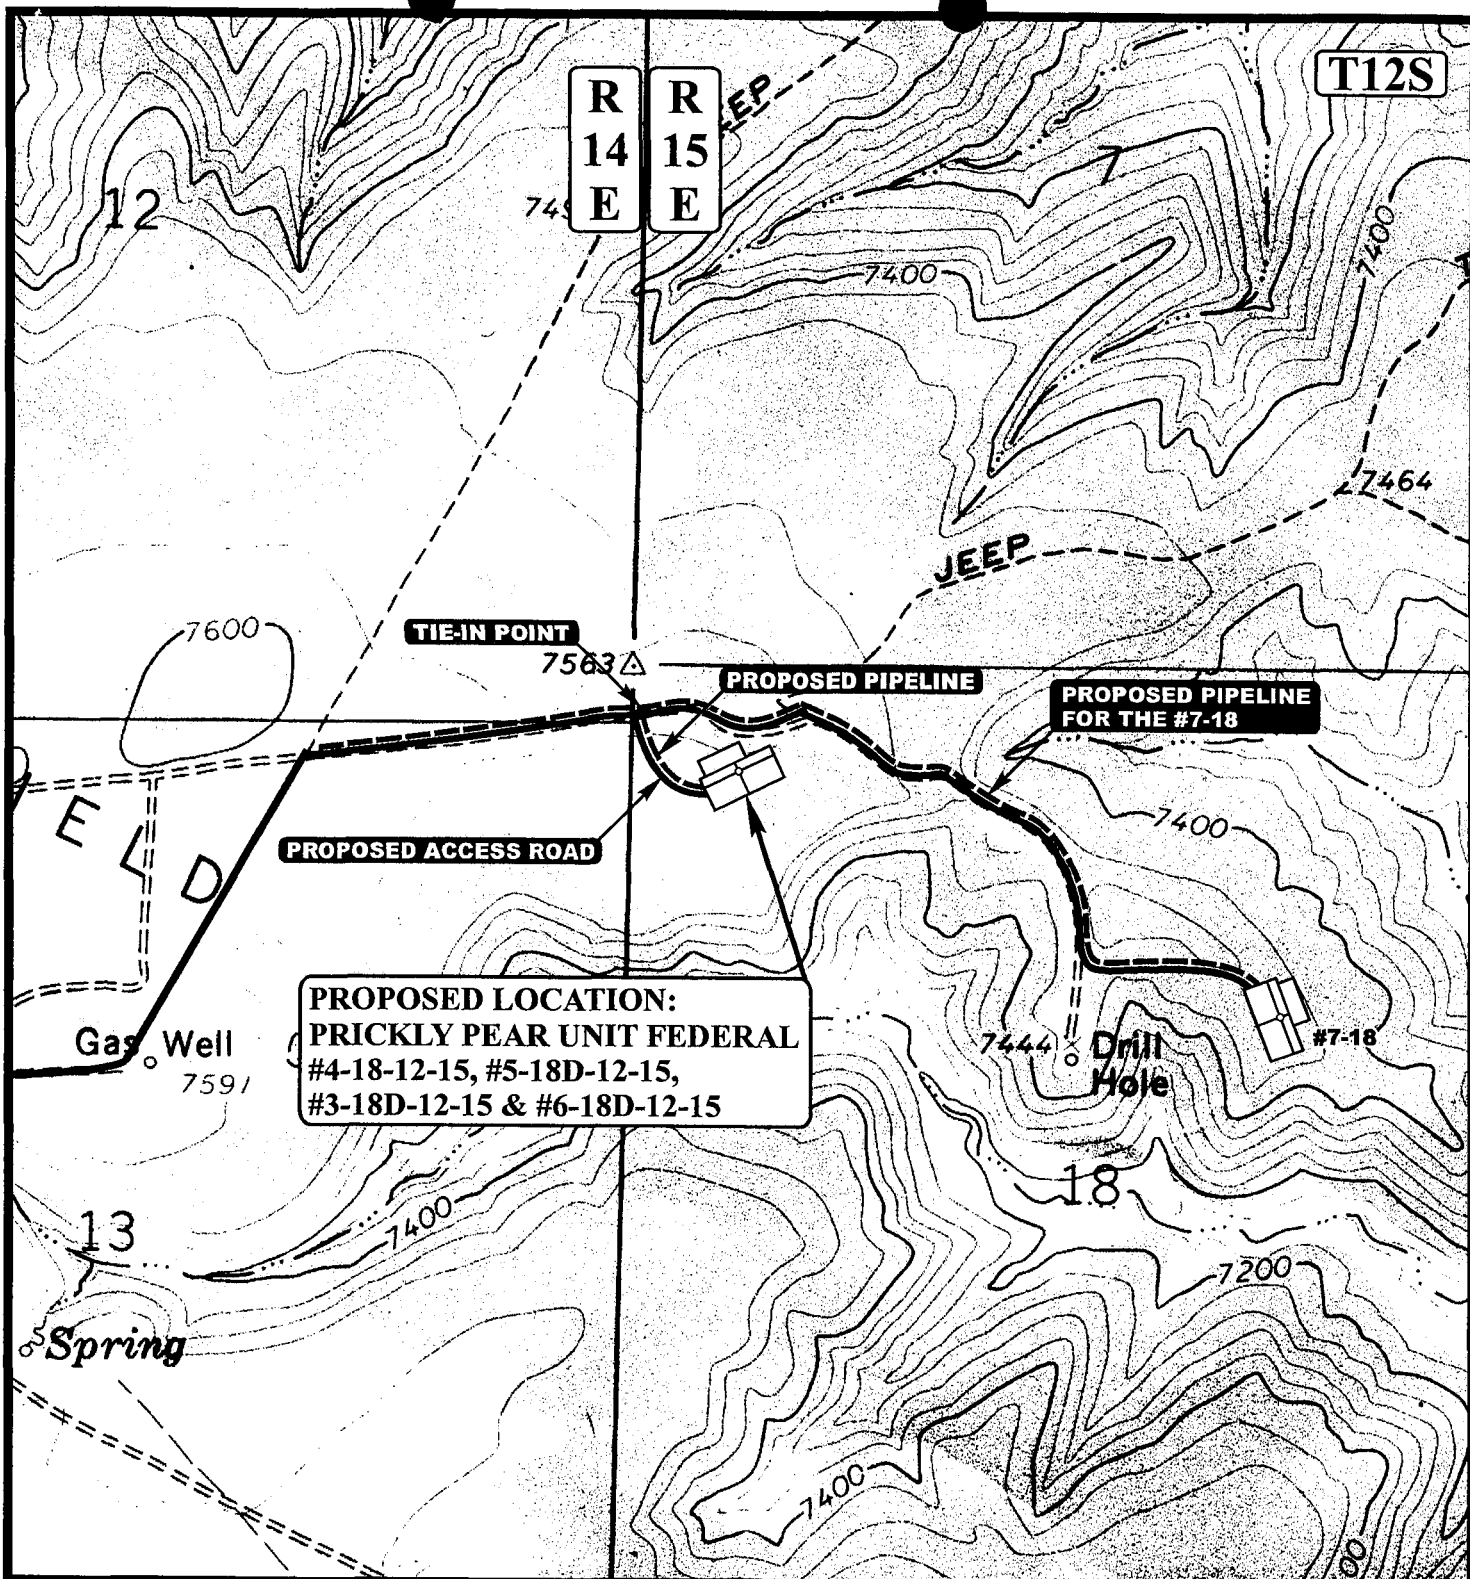 T12S
R
14
E
R
15
E
EP
12
7
7400
7400
7464
JEEP
7600
TIE-IN POINT
7563
PROPOSED PIPELINE
PROPOSED PIPELINE
FOR THE #7-18
E
L
D
7400
PROPOSED ACCESS ROAD
PROPOSED LOCATION:
PRICKLY PEAR UNIT FEDERAL
#4-18-12-15, #5-18D-12-15,
#3-18D-12-15 & #6-18D-12-15
Gas Well
7591
7444
Drill
Hole
#7-18
18
13
7400
7200
Spring
7400